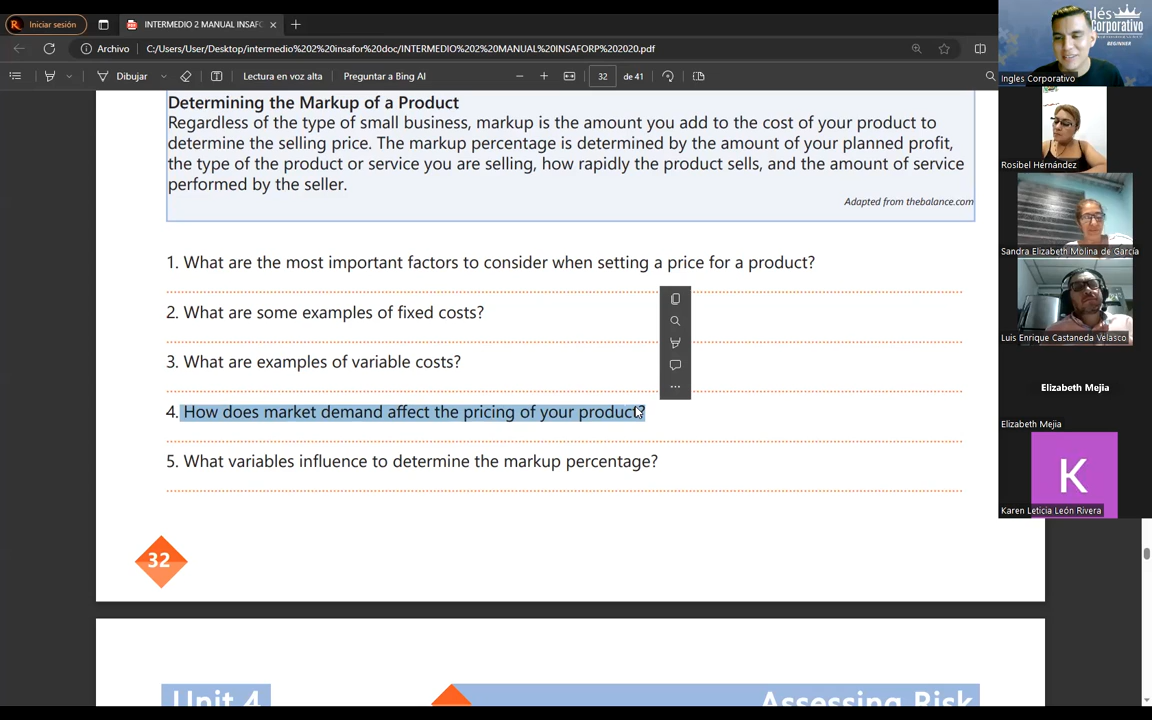 Iniciar sesión
INTERMEDIO 2 MANUAL INSAFOR
Archivo
C:/Users/User/Desktop/intermedio%202%20insafor%20doc/INTERMEDIO%202%20MANUAL%20INSAFORP%202020.pdf
Dibujar
Lectura en voz alta
Preguntar a Bing AI
32
de 41
Determining the Markup of a Product
Regardless of the type of small business, markup is the amount you add to the cost of your product to
determine the selling price. The markup percentage is determined by the amount of your planned profit,
the type of the product or service you are selling, how rapidly the product sells, and the amount of service
performed by the seller.
Adapted from thebalance.com
1. What are the most important factors to consider when setting a price for a product?
2. What are some examples of fixed costs?
3. What are examples of variable costs?
4. How does market demand affect the pricing of your product?
5. What variables influence to determine the markup percentage?
32
Unit 4
Assessing Risk
Inglés
Corporativo
BEGINNER
Ingles Corporativo
Rosibel Hernández
Sandra Elizabeth Molina de García
Luis Enrique Castaneda Velasco
Elizabeth Mejia
Elizabeth Mejia
K
Karen Leticia León Rivera